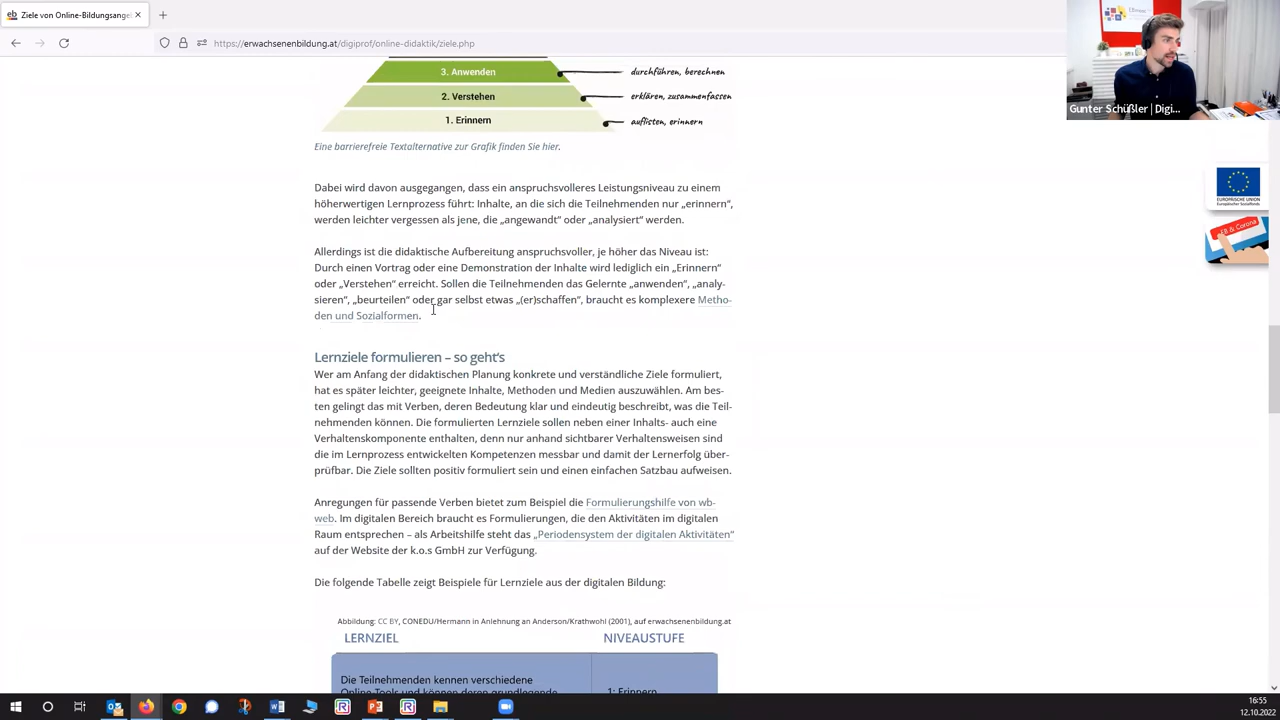 Ziele von Online-Bildungsange
https://erwachsenenbildung.at/digiprof/online-didaktik/ziele.php
Gunter Schüßler | Digi...
3. Anwenden
durchführen, berechnen
2. Verstehen
erklären, zusammenfassen
1. Erinnern
auflisten, erinnern
Eine barrierefreie Textalternative zur Grafik finden Sie hier.
Dabei wird davon ausgegangen, dass ein anspruchsvolleres Leistungsniveau zu einem
höherwertigen Lernprozess führt: Inhalte, an die sich die Teilnehmenden nur „erinnern“,
werden leichter vergessen als jene, die „angewandt“ oder „analysiert“ werden.
Allerdings ist die didaktische Aufbereitung anspruchsvoller, je höher das Niveau ist:
Durch einen Vortrag oder eine Demonstration der Inhalte wird lediglich ein „Erinnern“
oder „Verstehen“ erreicht. Sollen die Teilnehmenden das Gelernte „anwenden“, „analy-
sieren“, „beurteilen“ oder gar selbst etwas „(er)schaffen“, braucht es komplexere Metho-
den und Sozialformen.
Lernziele formulieren – so geht’s
Wer am Anfang der didaktischen Planung konkrete und verständliche Ziele formuliert,
hat es später leichter, geeignete Inhalte, Methoden und Medien auszuwählen. Am bes-
ten gelingt das mit Verben, deren Bedeutung klar und eindeutig beschreibt, was die Teil-
nehmenden können. Die formulierten Lernziele sollen neben einer Inhalts- auch eine
Verhaltenskomponente enthalten, denn nur anhand sichtbarer Verhaltensweisen sind
die im Lernprozess entwickelten Kompetenzen messbar und damit der Lernerfolg über-
prüfbar. Die Ziele sollten positiv formuliert sein und einen einfachen Satzbau aufweisen.
Anregungen für passende Verben bietet zum Beispiel die Formulierungshilfe von wb-
web. Im digitalen Bereich braucht es Formulierungen, die den Aktivitäten im digitalen
Raum entsprechen – als Arbeitshilfe steht das „Periodensystem der digitalen Aktivitäten“
auf der Website der k.o.s GmbH zur Verfügung.
Die folgende Tabelle zeigt Beispiele für Lernziele aus der digitalen Bildung:
Abbildung: CC BY, CONEDU/Hermann in Anlehnung an Anderson/Krathwohl (2001), auf erwachsenenbildung.at
LERNZIEL
NIVEAUSTUFE
Die Teilnehmenden kennen verschiedene
Online-Tools und können deren grundlegende
1: Erinnern
EUROPÄISCHE UNION
Europäischer Sozialfonds
EB & Corona
16:55
12.10.2022